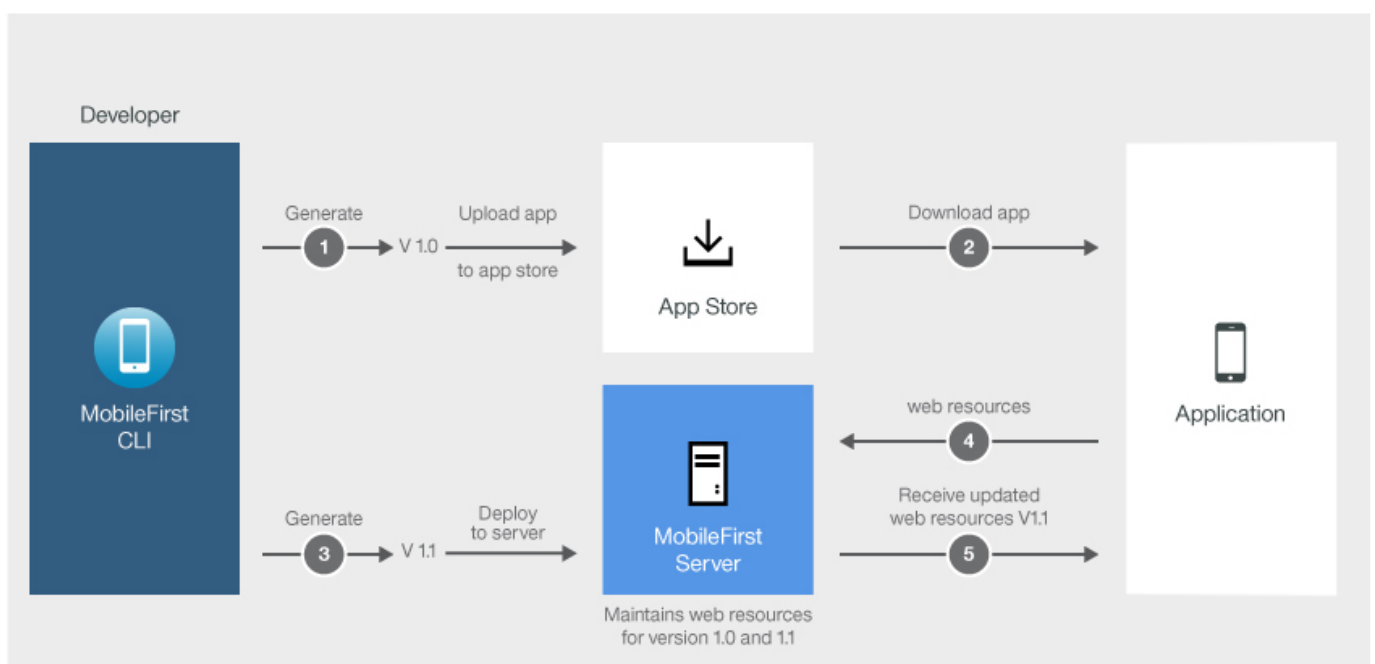 Developer
MobileFirst
CLI
Generate
1
V 1.0
Upload app
to app store
App Store
Download app
2
Application
web resources
4
Generate
3
V 1.1
Deploy
to server
MobileFirst
Server
Receive updated
web resources V1.1
5
Maintains web resources
for version 1.0 and 1.1